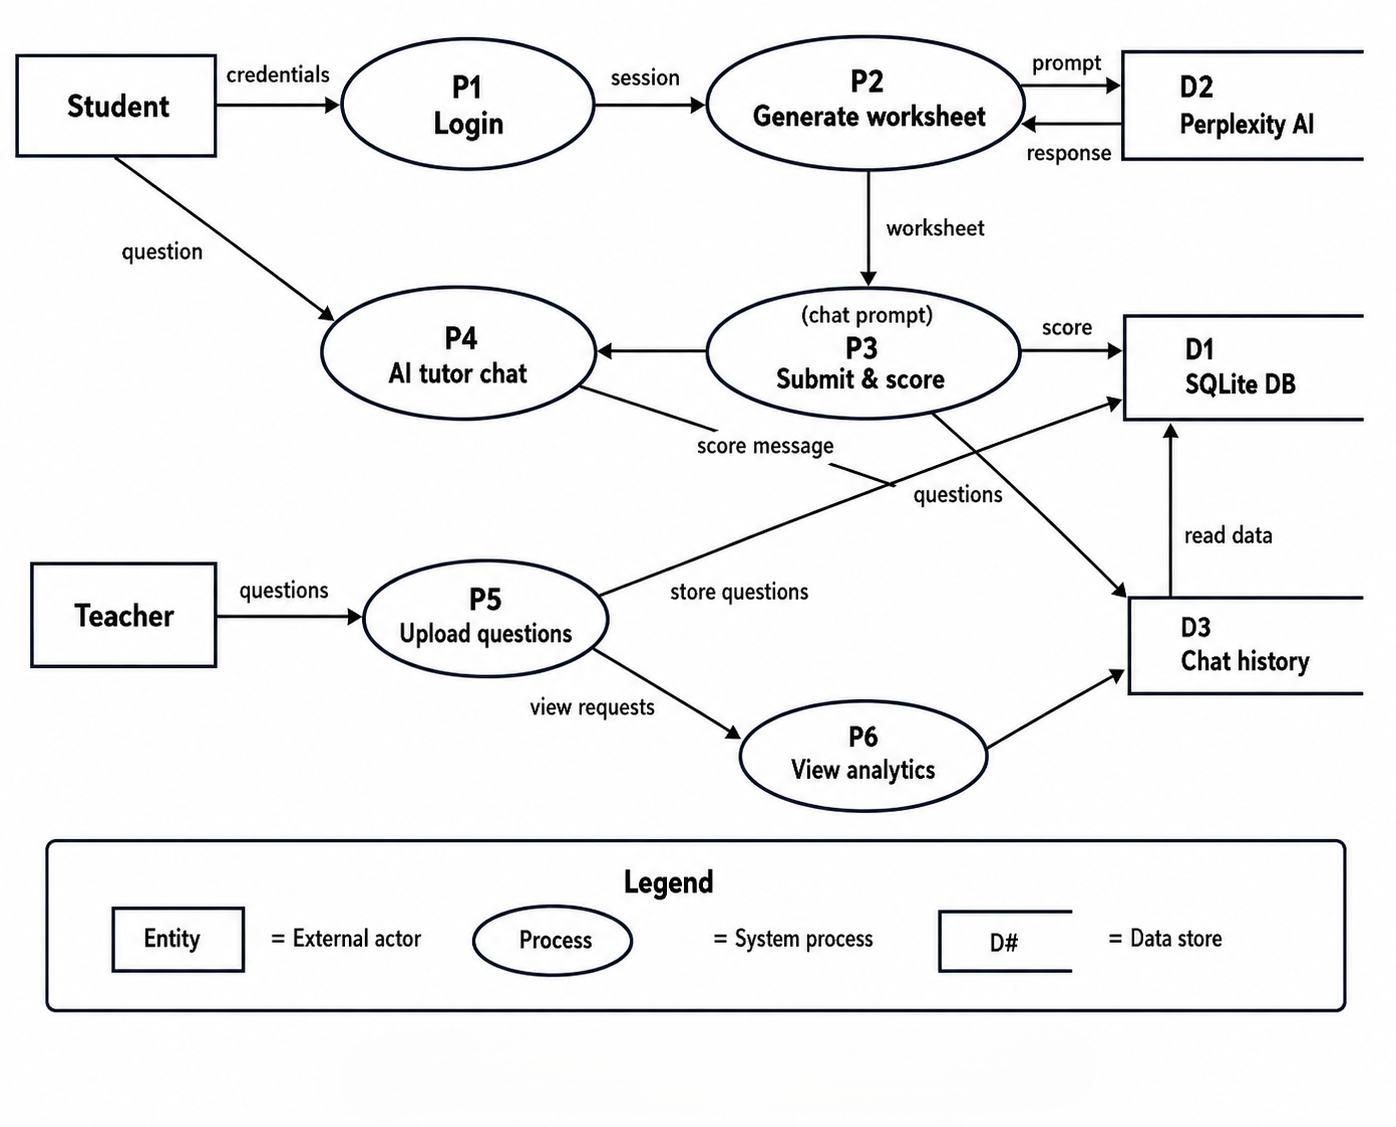 credentials
session
prompt
Student
P1
Login
P2
Generate worksheet
D2
Perplexity AI
response
question
worksheet
(chat prompt)
P4
AI tutor chat
P3
Submit & score
score
D1
SQLite DB
score message
questions
read data
Teacher
questions
P5
Upload questions
store questions
D3
Chat history
view requests
P6
View analytics
Legend
Entity
= External actor
Process
= System process
D#
= Data store